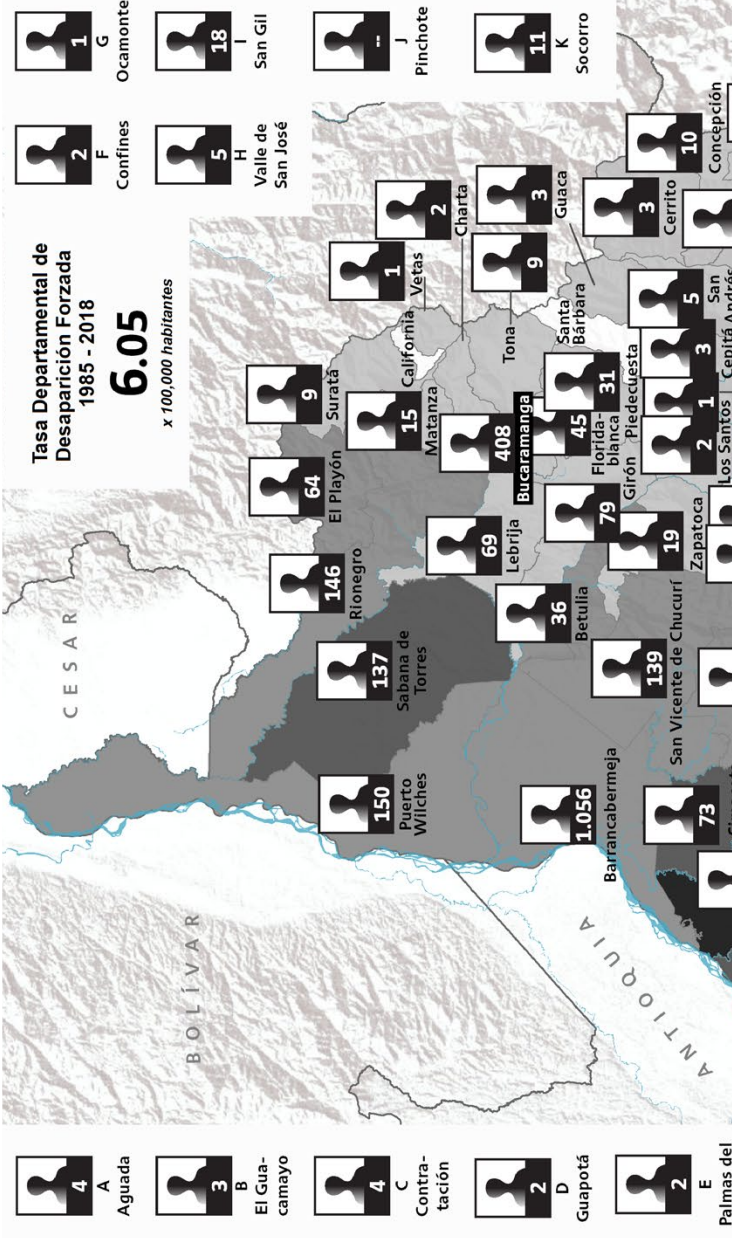 Tasa Departamental de
Desaparición Forzada
1985 - 2018
6.05
x 100,000 habitantes
4
A
Aguada
3
B
El Gua-
camayo
4
C
Contra-
tación
2
D
Guapotá
2
E
Palmas del
2
F
Confines
1
G
Ocamonte
5
H
Valle de
San José
18
I
San Gil
--
J
Pinchote
11
K
Socorro
CESAR
BOLÍVAR
ANTIOQUIA
9
Suratá
64
El Playón
146
Rionegro
137
Sabana de
Torres
150
Puerto
Wilches
1
Vetas
California
2
Charta
15
Matanza
9
Tona
3
Guaca
Santa
Bárbara
408
Bucaramanga
69
Lebrija
45
Florida-
blanca
31
Piedecuesta
79
Girón
36
Betulia
3
Cerrito
10
Concepción
5
San
Andrés
3
Cepitá
1
2
Los Santos
19
Zapatoca
139
San Vicente de Chucurí
1.056
Barrancabermeja
73